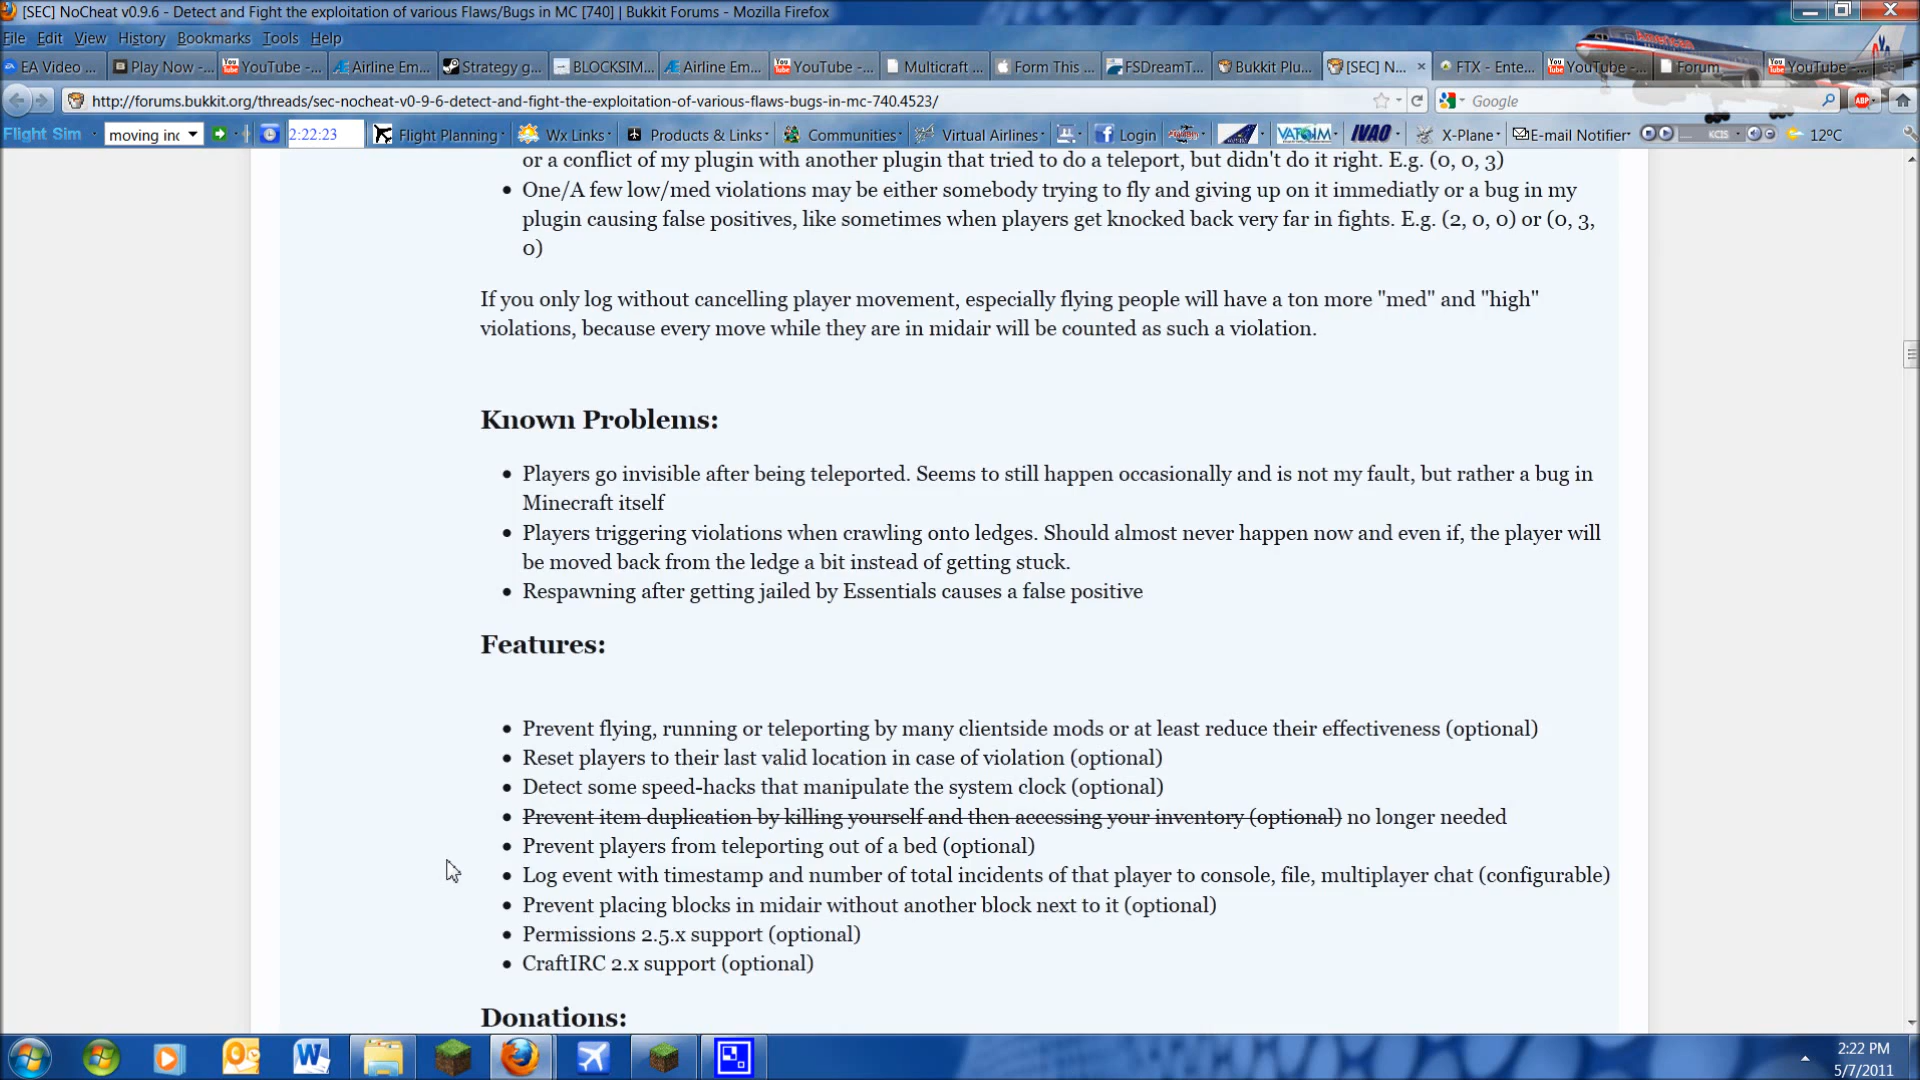 [SEC] NoCheat v0.9.6 - Detect and Fight the exploitation of various Flaws/Bugs in MC [740] | Bukkit Forums - Mozilla Firefox
File Edit View History Bookmarks Tools Help
American
EA Video ... Play Now -... YouTube -... Airline Em... Strategy g... BLOCKSIM... Airline Em... YouTube -... Multicraft ... Form This ... FSDreamT... Bukkit Plu... [SEC] N... × FTX - Ente... YouTube -... Forum YouTube -...
http://forums.bukkit.org/threads/sec-nocheat-v0-9-6-detect-and-fight-the-exploitation-of-various-flaws-bugs-in-mc-740.4523/ Google ABP
Flight Sim moving inc 2:22:23 Flight Planning Wx Links Products & Links Communities Virtual Airlines Login VATSIM IVAO X-Plane E-mail Notifier KCIS 12°C
or a conflict of my plugin with another plugin that tried to do a teleport, but didn't do it right. E.g. (0, 0, 3)
• One/A few low/med violations may be either somebody trying to fly and giving up on it immediatly or a bug in my
plugin causing false positives, like sometimes when players get knocked back very far in fights. E.g. (2, 0, 0) or (0, 3,
0)
If you only log without cancelling player movement, especially flying people will have a ton more "med" and "high"
violations, because every move while they are in midair will be counted as such a violation.
Known Problems:
• Players go invisible after being teleported. Seems to still happen occasionally and is not my fault, but rather a bug in
Minecraft itself
• Players triggering violations when crawling onto ledges. Should almost never happen now and even if, the player will
be moved back from the ledge a bit instead of getting stuck.
• Respawning after getting jailed by Essentials causes a false positive
Features:
• Prevent flying, running or teleporting by many clientside mods or at least reduce their effectiveness (optional)
• Reset players to their last valid location in case of violation (optional)
• Detect some speed-hacks that manipulate the system clock (optional)
• Prevent item duplication by killing yourself and then accessing your inventory (optional) no longer needed
• Prevent players from teleporting out of a bed (optional)
• Log event with timestamp and number of total incidents of that player to console, file, multiplayer chat (configurable)
• Prevent placing blocks in midair without another block next to it (optional)
• Permissions 2.5.x support (optional)
• CraftIRC 2.x support (optional)
Donations:
2:22 PM
5/7/2011